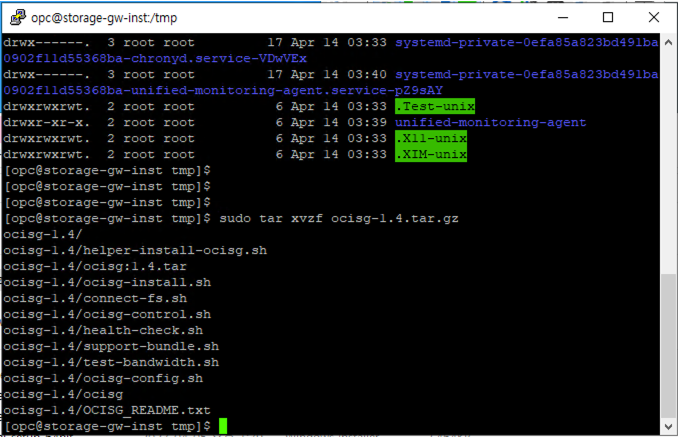 opc@storage-gw-inst:/tmp
drwx------. 3 root root 17 Apr 14 03:33 systemd-private-0efa85a823bd491ba
0902f11d55368ba-chronyd.service-VDwVEx
drwx------. 3 root root 17 Apr 14 03:40 systemd-private-0efa85a823bd491ba
0902f11d55368ba-unified-monitoring-agent.service-pZ9sAY
drwxrwxrwt. 2 root root 6 Apr 14 03:33 .Test-unix
drwxr-xr-x. 2 root root 6 Apr 14 03:39 unified-monitoring-agent
drwxrwxrwt. 2 root root 6 Apr 14 03:33 .X11-unix
drwxrwxrwt. 2 root root 6 Apr 14 03:33 .XIM-unix
[opc@storage-gw-inst tmp]$
[opc@storage-gw-inst tmp]$
[opc@storage-gw-inst tmp]$
[opc@storage-gw-inst tmp]$ sudo tar xvzf ocisg-1.4.tar.gz
ocisg-1.4/
ocisg-1.4/helper-install-ocisg.sh
ocisg-1.4/ocisg:1.4.tar
ocisg-1.4/ocisg-install.sh
ocisg-1.4/connect-fs.sh
ocisg-1.4/ocisg-control.sh
ocisg-1.4/health-check.sh
ocisg-1.4/support-bundle.sh
ocisg-1.4/test-bandwidth.sh
ocisg-1.4/ocisg-config.sh
ocisg-1.4/ocisg
ocisg-1.4/OCISG_README.txt
[opc@storage-gw-inst tmp]$